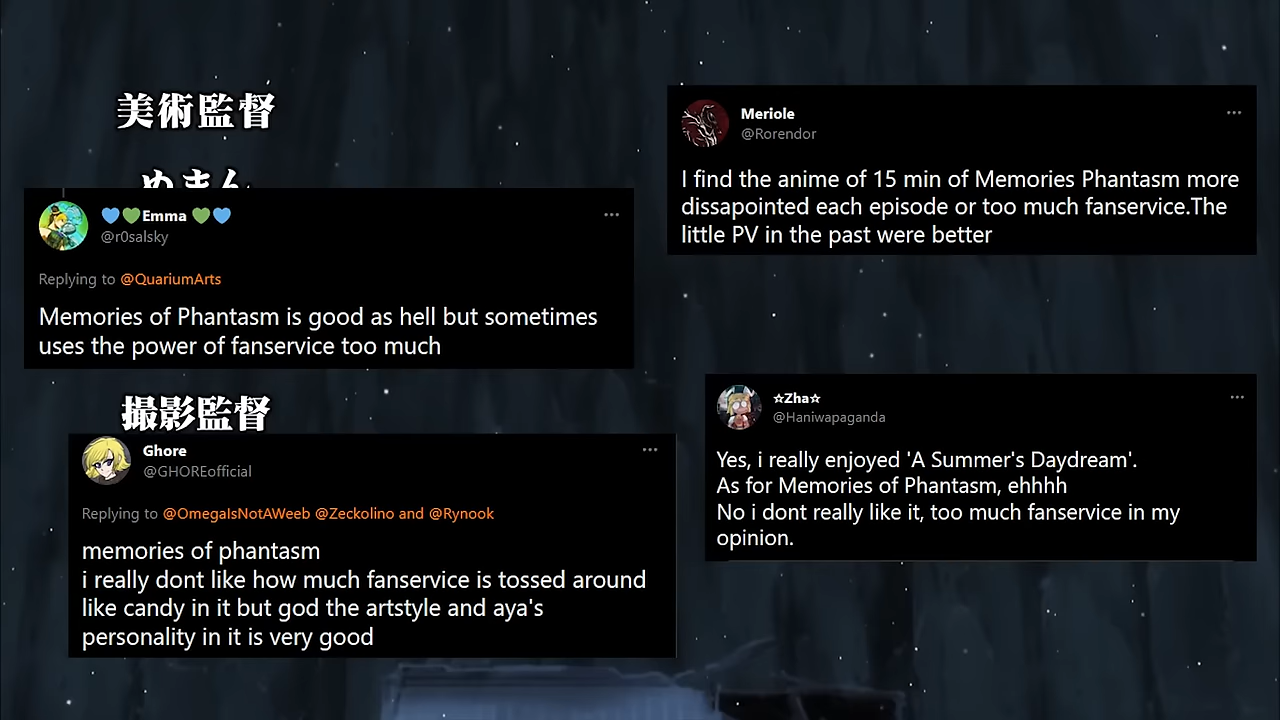 美術監督
ぬまん
💙💚Emma 💚💙
@r0salsky
Replying to @QuariumArts
Memories of Phantasm is good as hell but sometimes
uses the power of fanservice too much
撮影監督
Ghore
@GHOREofficial
Replying to @OmegaIsNotAWeeb @Zeckolino and @Rynook
memories of phantasm
i really dont like how much fanservice is tossed around
like candy in it but god the artstyle and aya's
personality in it is very good
Meriole
@Rorendor
I find the anime of 15 min of Memories Phantasm more
dissapointed each episode or too much fanservice.The
little PV in the past were better
☆Zha☆
@Haniwapaganda
Yes, i really enjoyed 'A Summer's Daydream'.
As for Memories of Phantasm, ehhhh
No i dont really like it, too much fanservice in my
opinion.